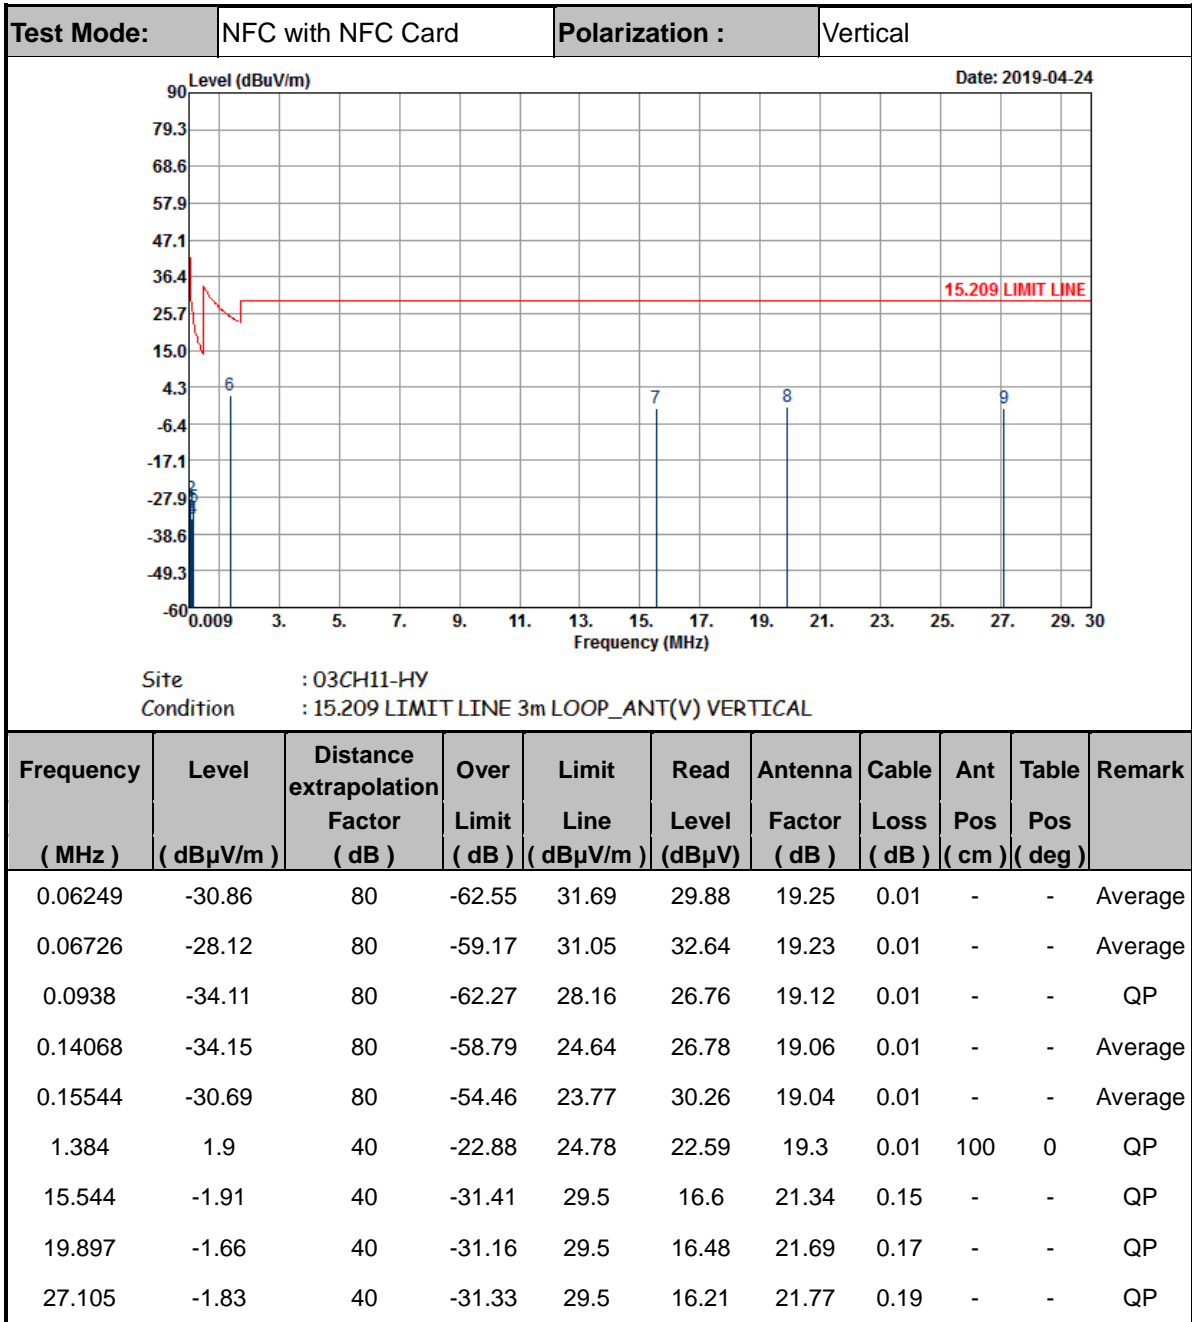 Test Mode: NFC with NFC Card Polarization : Vertical
Level (dBuV/m) Date: 2019-04-24
90
79.3
68.6
57.9
47.1
36.4
15.209 LIMIT LINE
25.7
15.0
4.3
6 7 8 9
-6.4
-17.1
2
-27.9
5
4
-38.6
-49.3
-60
0.009 3. 5. 7. 9. 11. 13. 15. 17. 19. 21. 23. 25. 27. 29. 30
Frequency (MHz)
Site : 03CH11-HY
Condition : 15.209 LIMIT LINE 3m LOOP_ANT(V) VERTICAL
Frequency Level Distance extrapolation Over Limit Read Antenna Cable Ant Table Remark
Factor Limit Line Level Factor Loss Pos Pos
( MHz ) ( dBµV/m ) ( dB ) ( dB ) ( dBµV/m ) (dBµV) ( dB ) ( dB ) ( cm ) ( deg )
0.06249 -30.86 80 -62.55 31.69 29.88 19.25 0.01 - - Average
0.06726 -28.12 80 -59.17 31.05 32.64 19.23 0.01 - - Average
0.0938 -34.11 80 -62.27 28.16 26.76 19.12 0.01 - - QP
0.14068 -34.15 80 -58.79 24.64 26.78 19.06 0.01 - - Average
0.15544 -30.69 80 -54.46 23.77 30.26 19.04 0.01 - - Average
1.384 1.9 40 -22.88 24.78 22.59 19.3 0.01 100 0 QP
15.544 -1.91 40 -31.41 29.5 16.6 21.34 0.15 - - QP
19.897 -1.66 40 -31.16 29.5 16.48 21.69 0.17 - - QP
27.105 -1.83 40 -31.33 29.5 16.21 21.77 0.19 - - QP